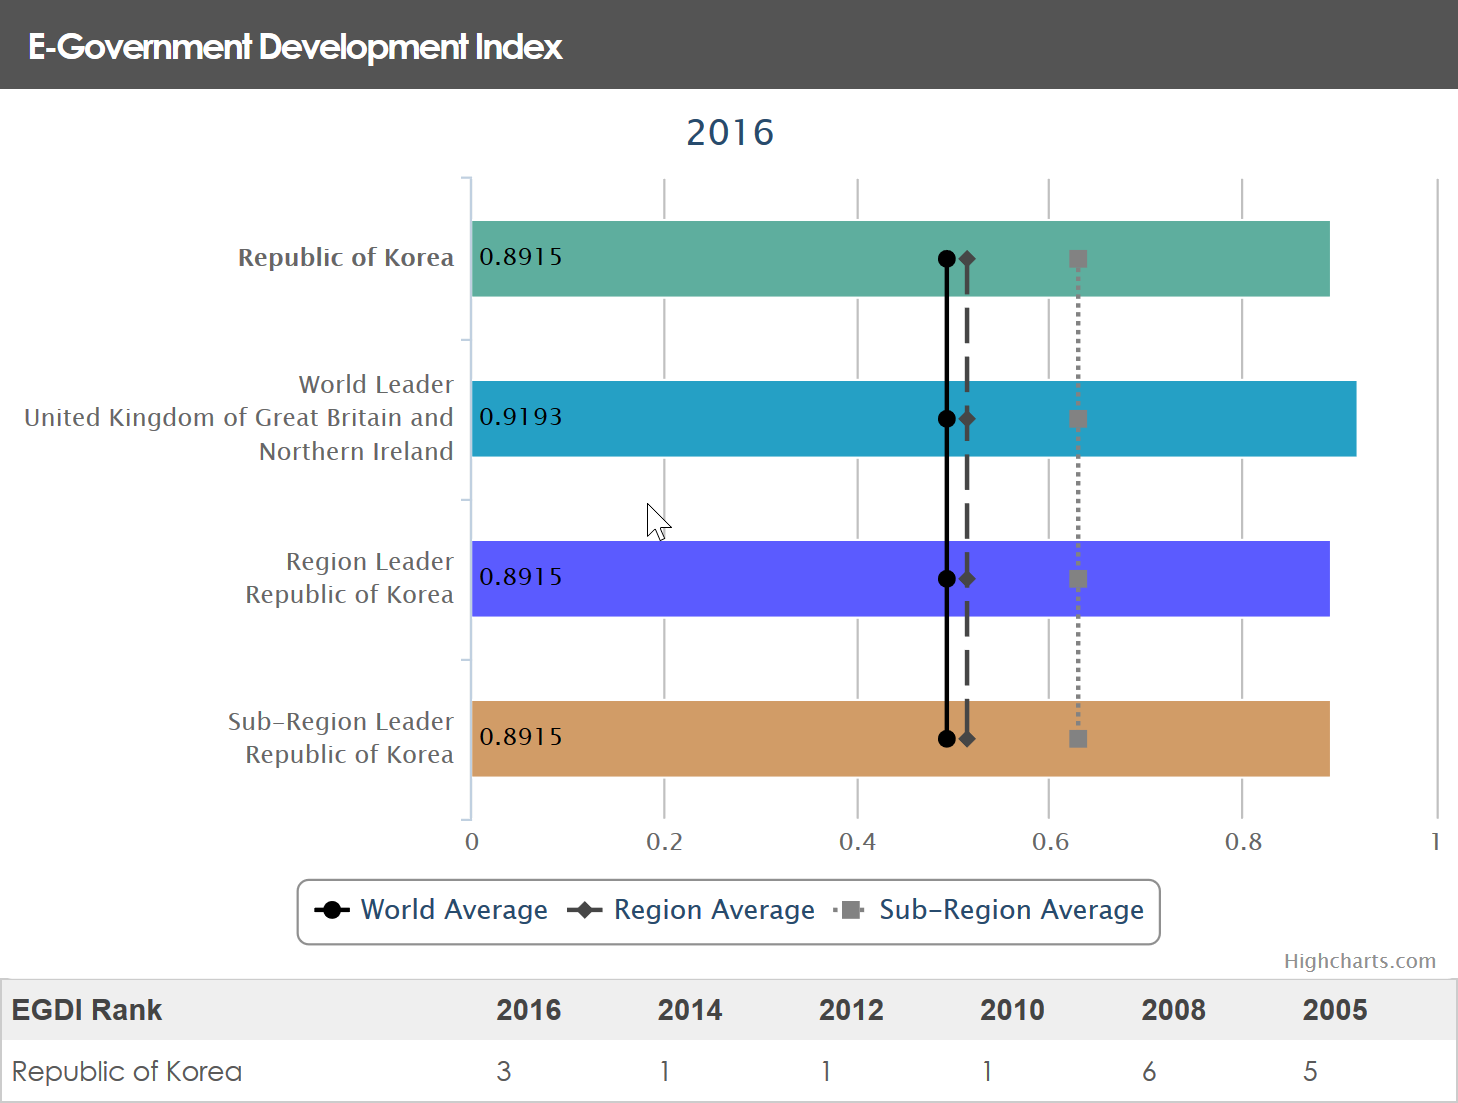 E-Government Development Index
2016
Republic of Korea
0.8915
World Leader
United Kingdom of Great Britain and
Northern Ireland
0.9193
Region Leader
Republic of Korea
0.8915
Sub-Region Leader
Republic of Korea
0.8915
0 0.2 0.4 0.6 0.8 1
World Average Region Average Sub-Region Average
Highcharts.com
EGDI Rank 2016 2014 2012 2010 2008 2005
Republic of Korea 3 1 1 1 6 5